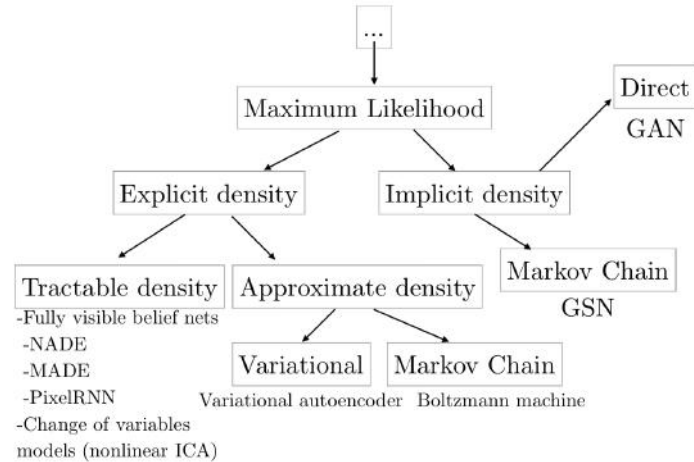 ...
Maximum Likelihood
Direct
GAN
Explicit density
Implicit density
Tractable density
-Fully visible belief nets
-NADE
-MADE
-PixelRNN
-Change of variables
models (nonlinear ICA)
Approximate density
Variational
Variational autoencoder
Markov Chain
Boltzmann machine
Markov Chain
GSN